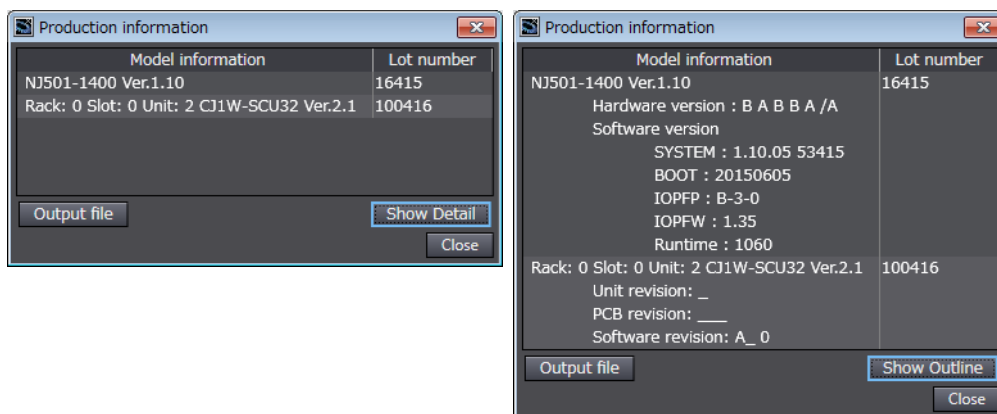 Production information
Model information Lot number
NJ501-1400 Ver.1.10 16415
Rack: 0 Slot: 0 Unit: 2 CJ1W-SCU32 Ver.2.1 100416
Output file Show Detail
Close
Production information
Model information Lot number
NJ501-1400 Ver.1.10 16415
Hardware version : B A B B A /A
Software version
SYSTEM : 1.10.05 53415
BOOT : 20150605
IOPFP : B-3-0
IOPFW : 1.35
Runtime : 1060
Rack: 0 Slot: 0 Unit: 2 CJ1W-SCU32 Ver.2.1 100416
Unit revision: _
PCB revision: ___
Software revision: A_ 0
Output file Show Outline
Close